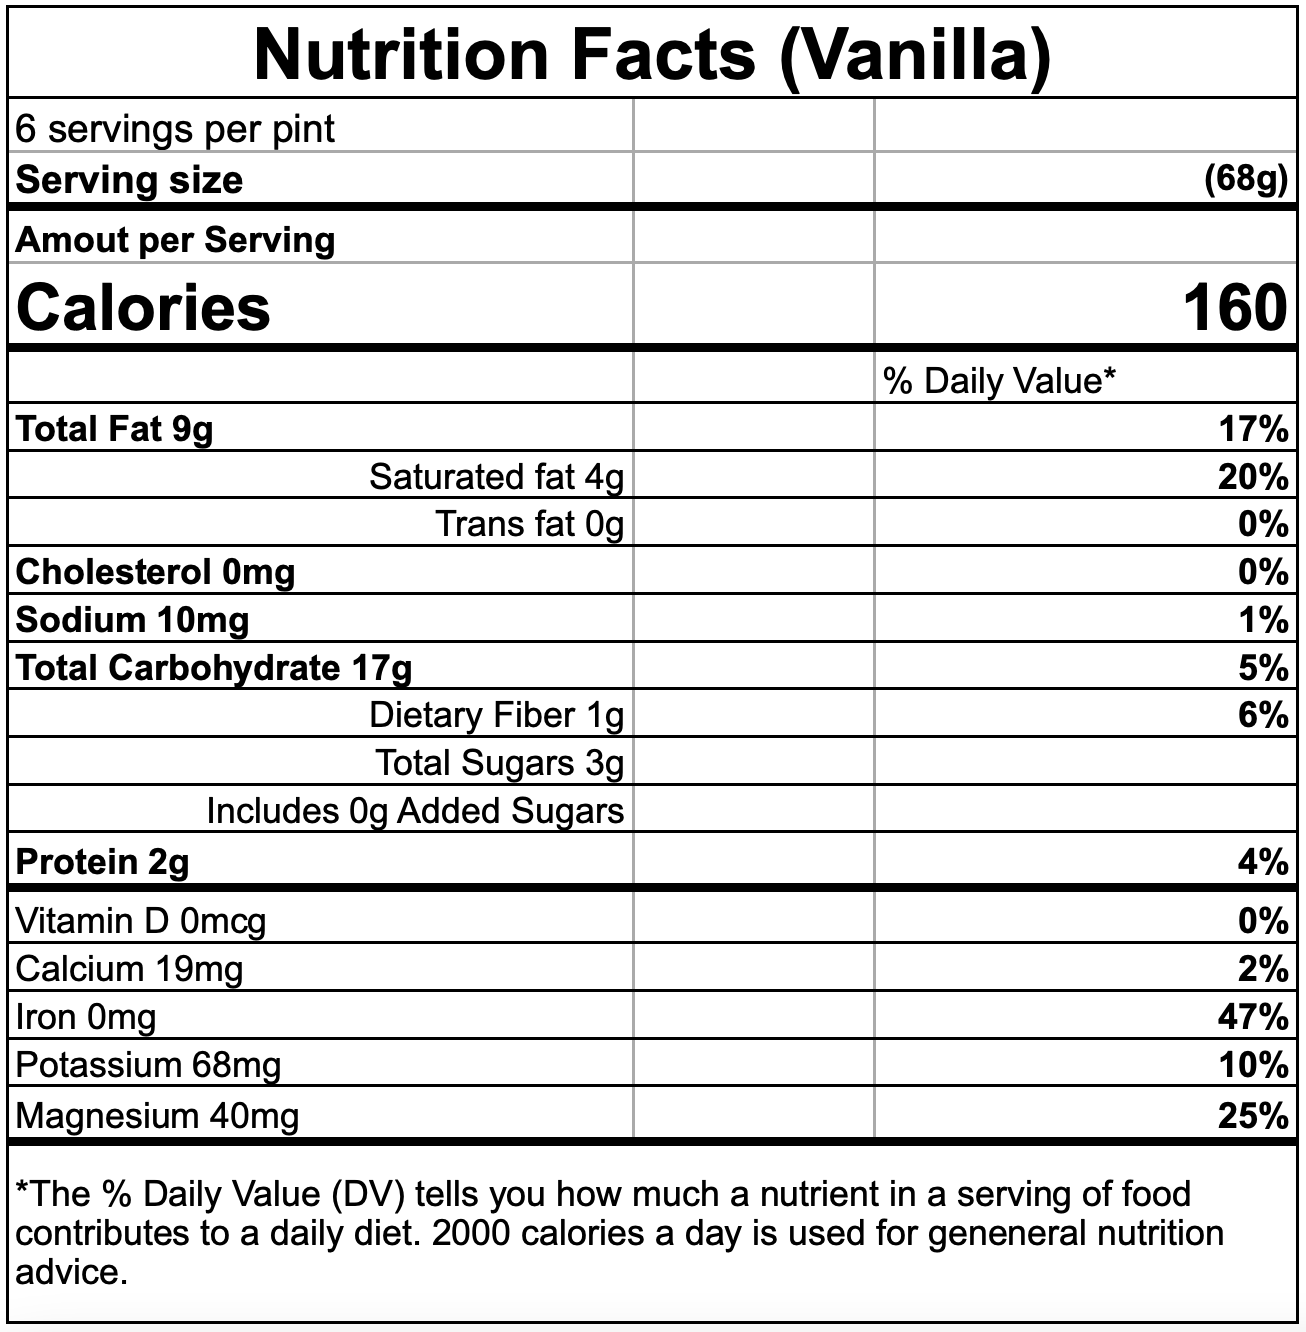 Nutrition Facts (Vanilla)
6 servings per pint
Serving size (68g)
Amout per Serving
Calories 160
% Daily Value*
Total Fat 9g 17%
Saturated fat 4g 20%
Trans fat 0g 0%
Cholesterol 0mg 0%
Sodium 10mg 1%
Total Carbohydrate 17g 5%
Dietary Fiber 1g 6%
Total Sugars 3g
Includes 0g Added Sugars
Protein 2g 4%
Vitamin D 0mcg 0%
Calcium 19mg 2%
Iron 0mg 47%
Potassium 68mg 10%
Magnesium 40mg 25%
*The % Daily Value (DV) tells you how much a nutrient in a serving of food
contributes to a daily diet. 2000 calories a day is used for geneneral nutrition
advice.